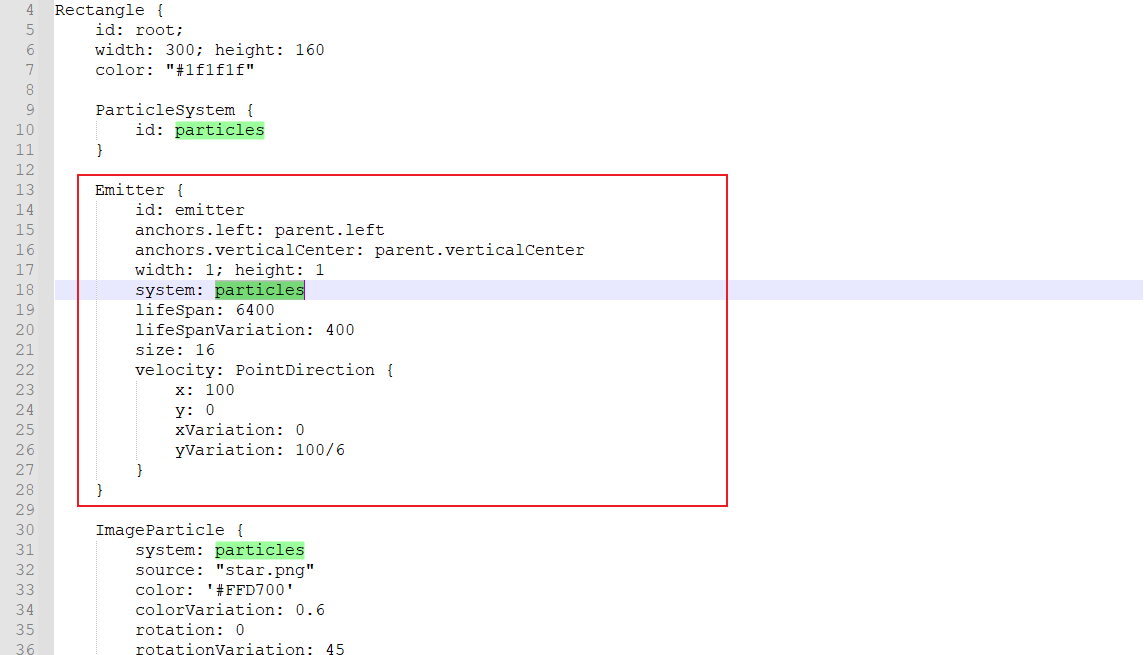 4 Rectangle {
5     id: root;
6     width: 300; height: 160
7     color: "#1f1f1f"
8
9     ParticleSystem {
10         id: particles
11     }
12
13     Emitter {
14         id: emitter
15         anchors.left: parent.left
16         anchors.verticalCenter: parent.verticalCenter
17         width: 1; height: 1
18         system: particles
19         lifeSpan: 6400
20         lifeSpanVariation: 400
21         size: 16
22         velocity: PointDirection {
23             x: 100
24             y: 0
25             xVariation: 0
26             yVariation: 100/6
27         }
28     }
29
30     ImageParticle {
31         system: particles
32         source: "star.png"
33         color: '#FFD700'
34         colorVariation: 0.6
35         rotation: 0
36         rotationVariation: 45